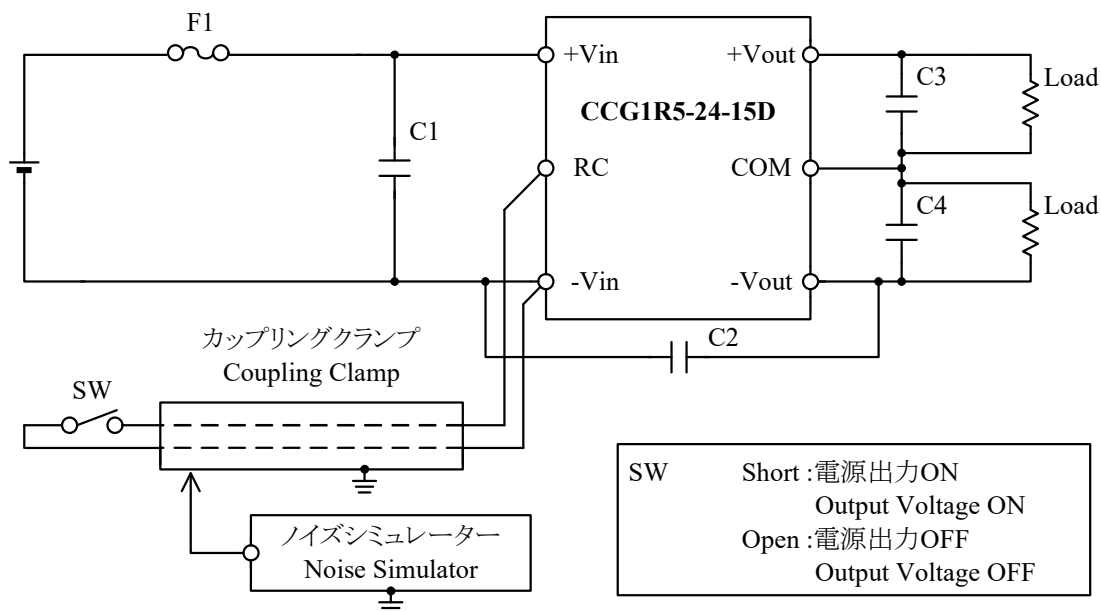 F1
+Vin
+Vout
C3
Load
CCG1R5-24-15D
C1
RC
COM
C4
Load
-Vin
-Vout
C2
カップリングクランプ
Coupling Clamp
SW
ノイズシミュレーター
Noise Simulator
SW Short :電源出力ON
Output Voltage ON
Open :電源出力OFF
Output Voltage OFF